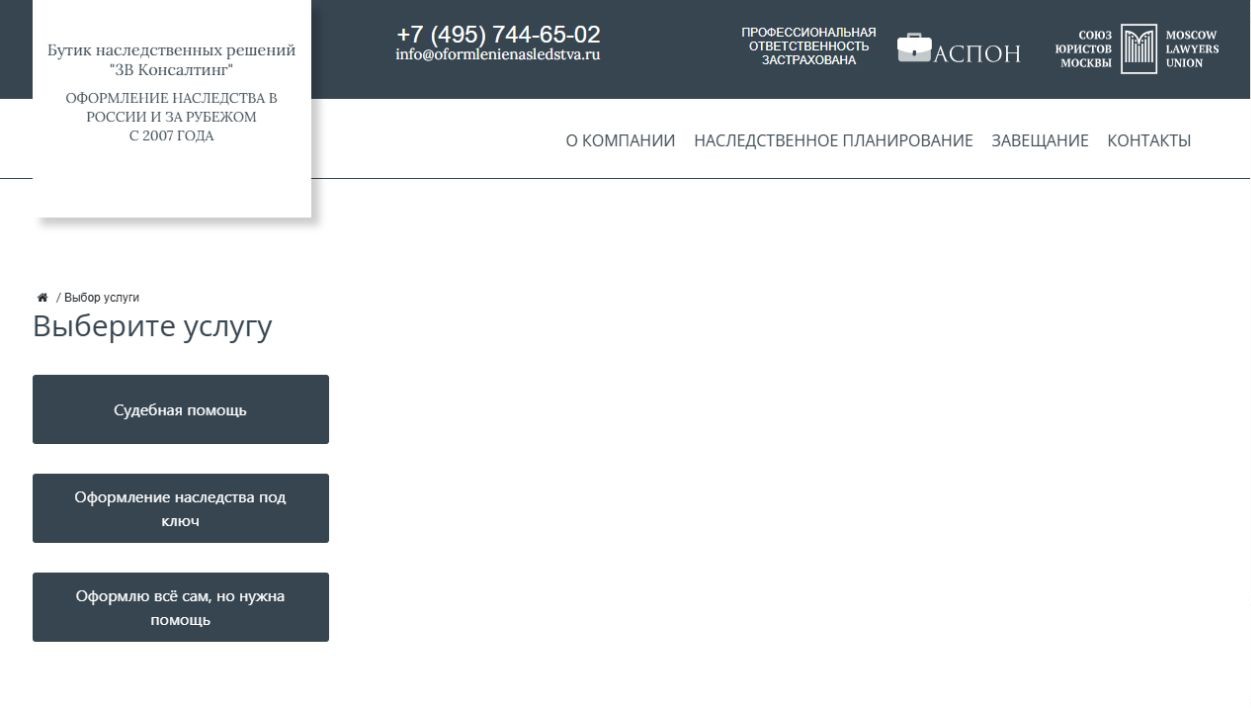 Бутик наследственных решений
"ЗВ Консалтинг"
ОФОРМЛЕНИЕ НАСЛЕДСТВА В
РОССИИ И ЗА РУБЕЖОМ
С 2007 ГОДА
+7 (495) 744-65-02
info@oformlenienasledstva.ru
ПРОФЕССИОНАЛЬНАЯ
ОТВЕТСТВЕННОСТЬ
ЗАСТРАХОВАНА
АСПОН
СОЮЗ
ЮРИСТОВ
МОСКВЫ
MOSCOW
LAWYERS
UNION
О КОМПАНИИ НАСЛЕДСТВЕННОЕ ПЛАНИРОВАНИЕ ЗАВЕЩАНИЕ КОНТАКТЫ
/ Выбор услуги
Выберите услугу
Судебная помощь
Оформление наследства под
ключ
Оформлю всё сам, но нужна
помощь